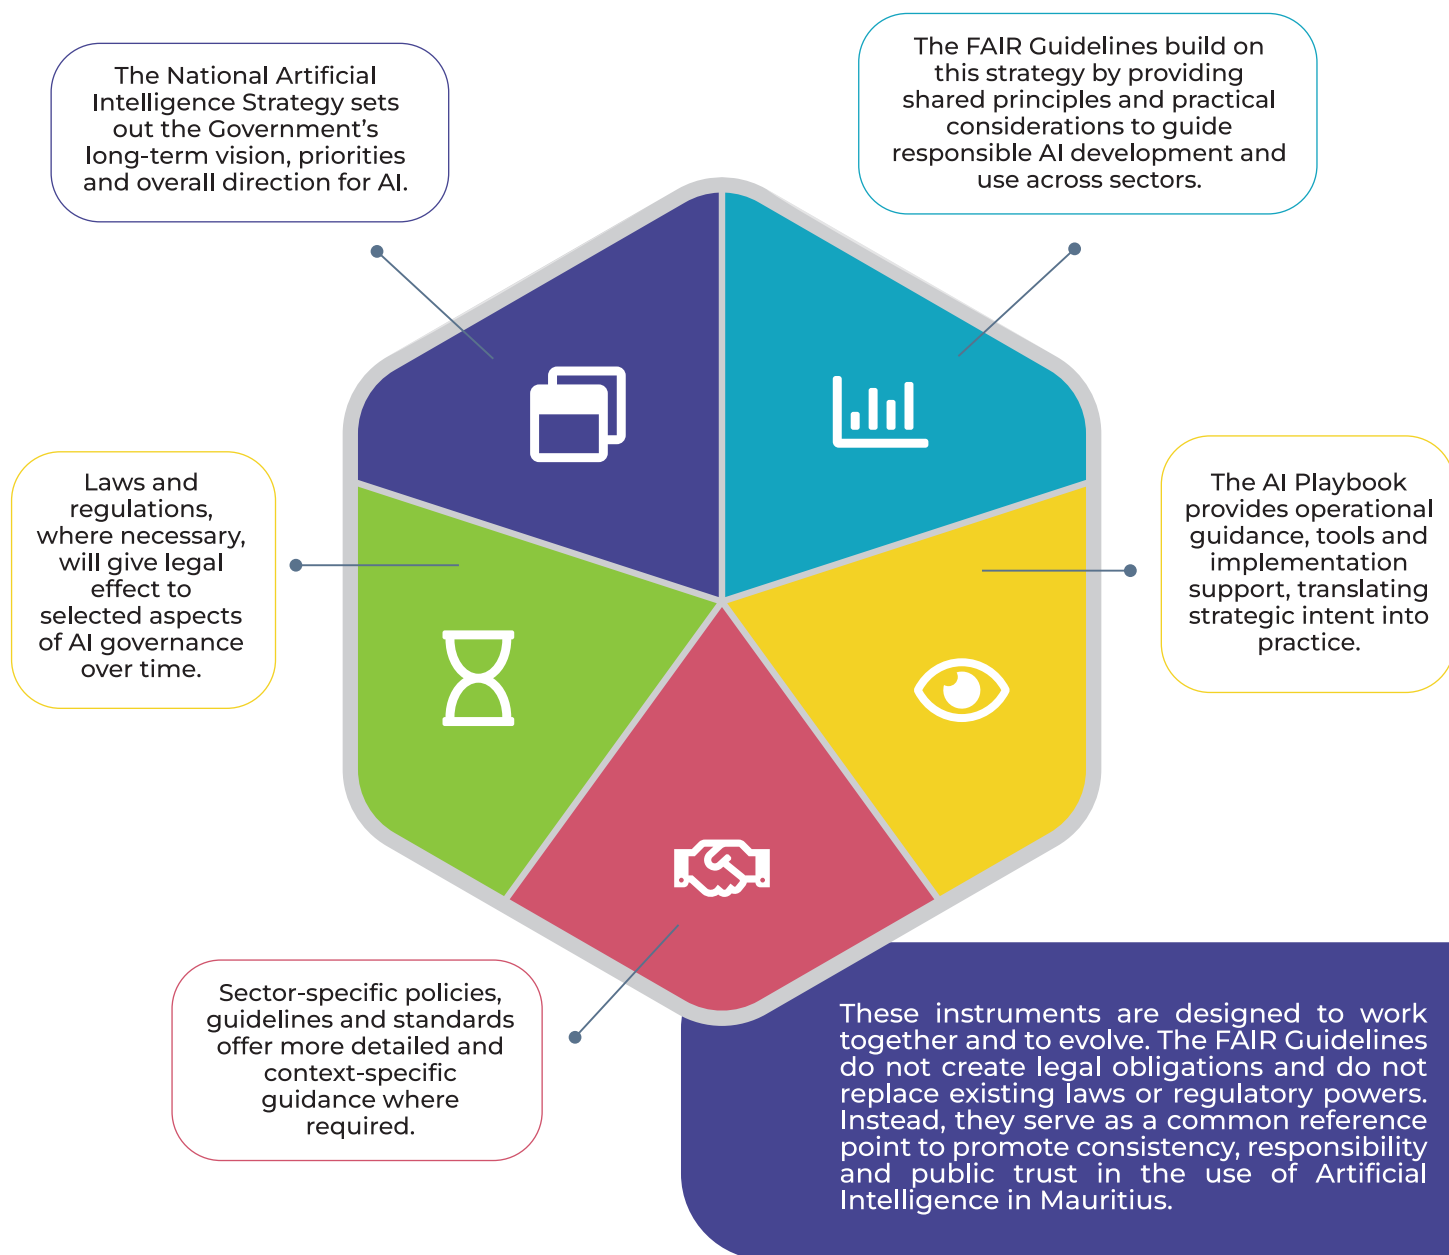 The National Artificial
Intelligence Strategy sets
out the Government’s
long-term vision, priorities
and overall direction for AI.
The FAIR Guidelines build on
this strategy by providing
shared principles and practical
considerations to guide
responsible AI development and
use across sectors.
Laws and
regulations,
where necessary,
will give legal
effect to
selected aspects
of AI governance
over time.
The AI Playbook
provides operational
guidance, tools and
implementation
support, translating
strategic intent into
practice.
Sector-specific policies,
guidelines and standards
offer more detailed and
context-specific
guidance where
required.
These instruments are designed to work
together and to evolve. The FAIR Guidelines
do not create legal obligations and do not
replace existing laws or regulatory powers.
Instead, they serve as a common reference
point to promote consistency, responsibility
and public trust in the use of Artificial
Intelligence in Mauritius.